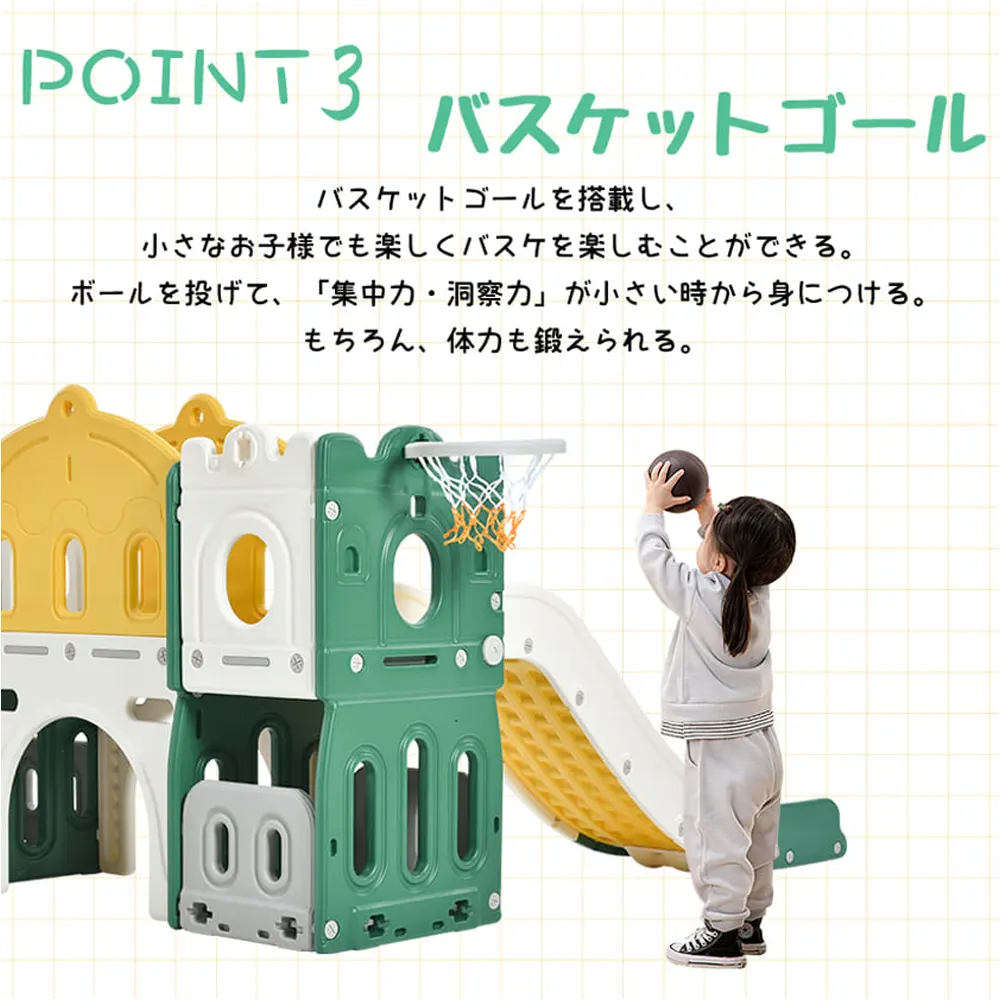 POINT 3
バスケットゴール
バスケットゴールを搭載し、
小さなお子様でも楽しくバスケを楽しむことができる。
ボールを投げて、「集中力・洞察力」が小さい時から身につける。
もちろん、体力も鍛えられる。